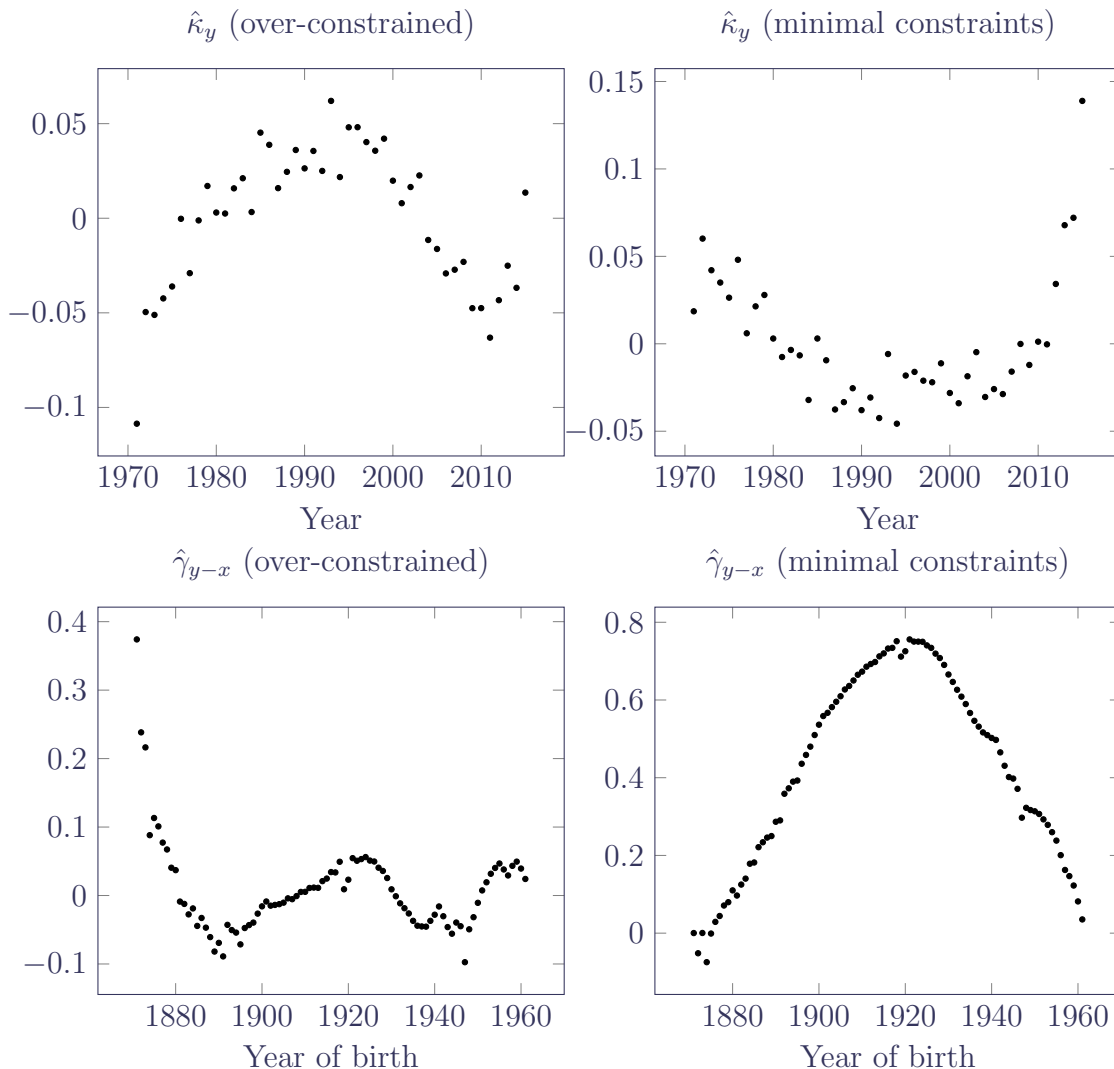 κ̂_y (over-constrained)
0.05
0
−0.05
−0.1
1970 1980 1990 2000 2010
Year
κ̂_y (minimal constraints)
0.15
0.1
0.05
0
−0.05
1970 1980 1990 2000 2010
Year
γ̂_{y−x} (over-constrained)
0.4
0.3
0.2
0.1
0
−0.1
1880 1900 1920 1940 1960
Year of birth
γ̂_{y−x} (minimal constraints)
0.8
0.6
0.4
0.2
0
1880 1900 1920 1940 1960
Year of birth